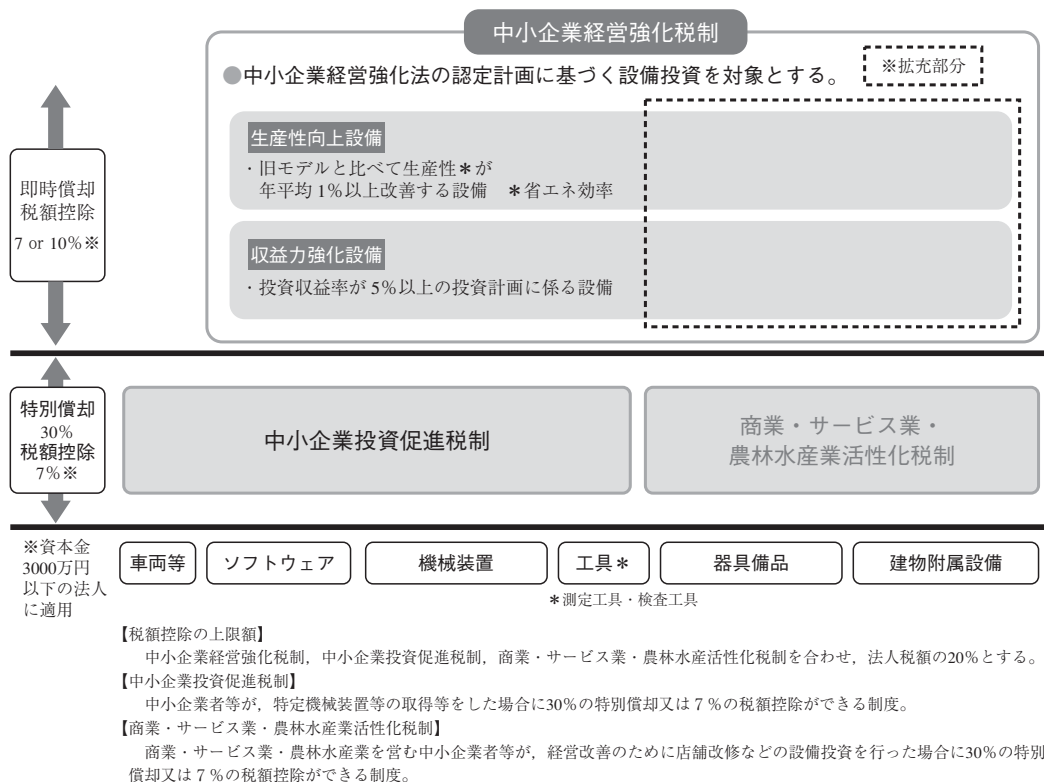 中小企業経営強化税制
●中小企業経営強化法の認定計画に基づく設備投資を対象とする。
※拡充部分
生産性向上設備
・旧モデルと比べて生産性＊が
年平均1％以上改善する設備　＊省エネ効率
即時償却
税額控除
7 or 10%※
収益力強化設備
・投資収益率が5％以上の投資計画に係る設備
特別償却
30%
税額控除
7%※
中小企業投資促進税制
商業・サービス業・
農林水産業活性化税制
※資本金
3000万円
以下の法人
に適用
車両等
ソフトウェア
機械装置
工具＊
器具備品
建物附属設備
＊測定工具・検査工具
【税額控除の上限額】
中小企業経営強化税制，中小企業投資促進税制，商業・サービス業・農林水産活性化税制を合わせ，法人税額の20％とする。
【中小企業投資促進税制】
中小企業者等が，特定機械装置等の取得等をした場合に30％の特別償却又は７％の税額控除ができる制度。
【商業・サービス業・農林水産業活性化税制】
商業・サービス業・農林水産業を営む中小企業者等が，経営改善のために店舗改修などの設備投資を行った場合に30％の特別
償却又は７％の税額控除ができる制度。